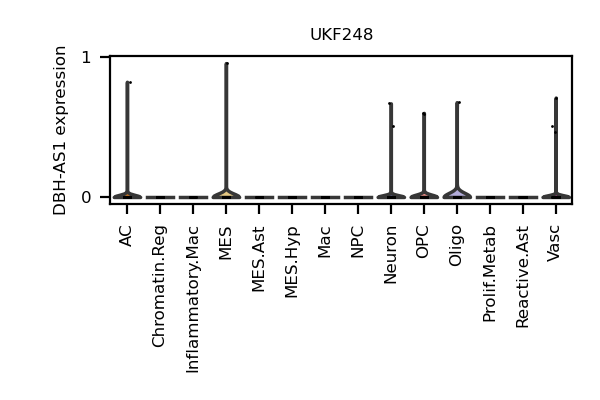 UKF248
DBH-AS1 expression
1
0
AC
Chromatin.Reg
Inflammatory.Mac
MES
MES.Ast
MES.Hyp
Mac
NPC
Neuron
OPC
Oligo
Prolif.Metab
Reactive.Ast
Vasc